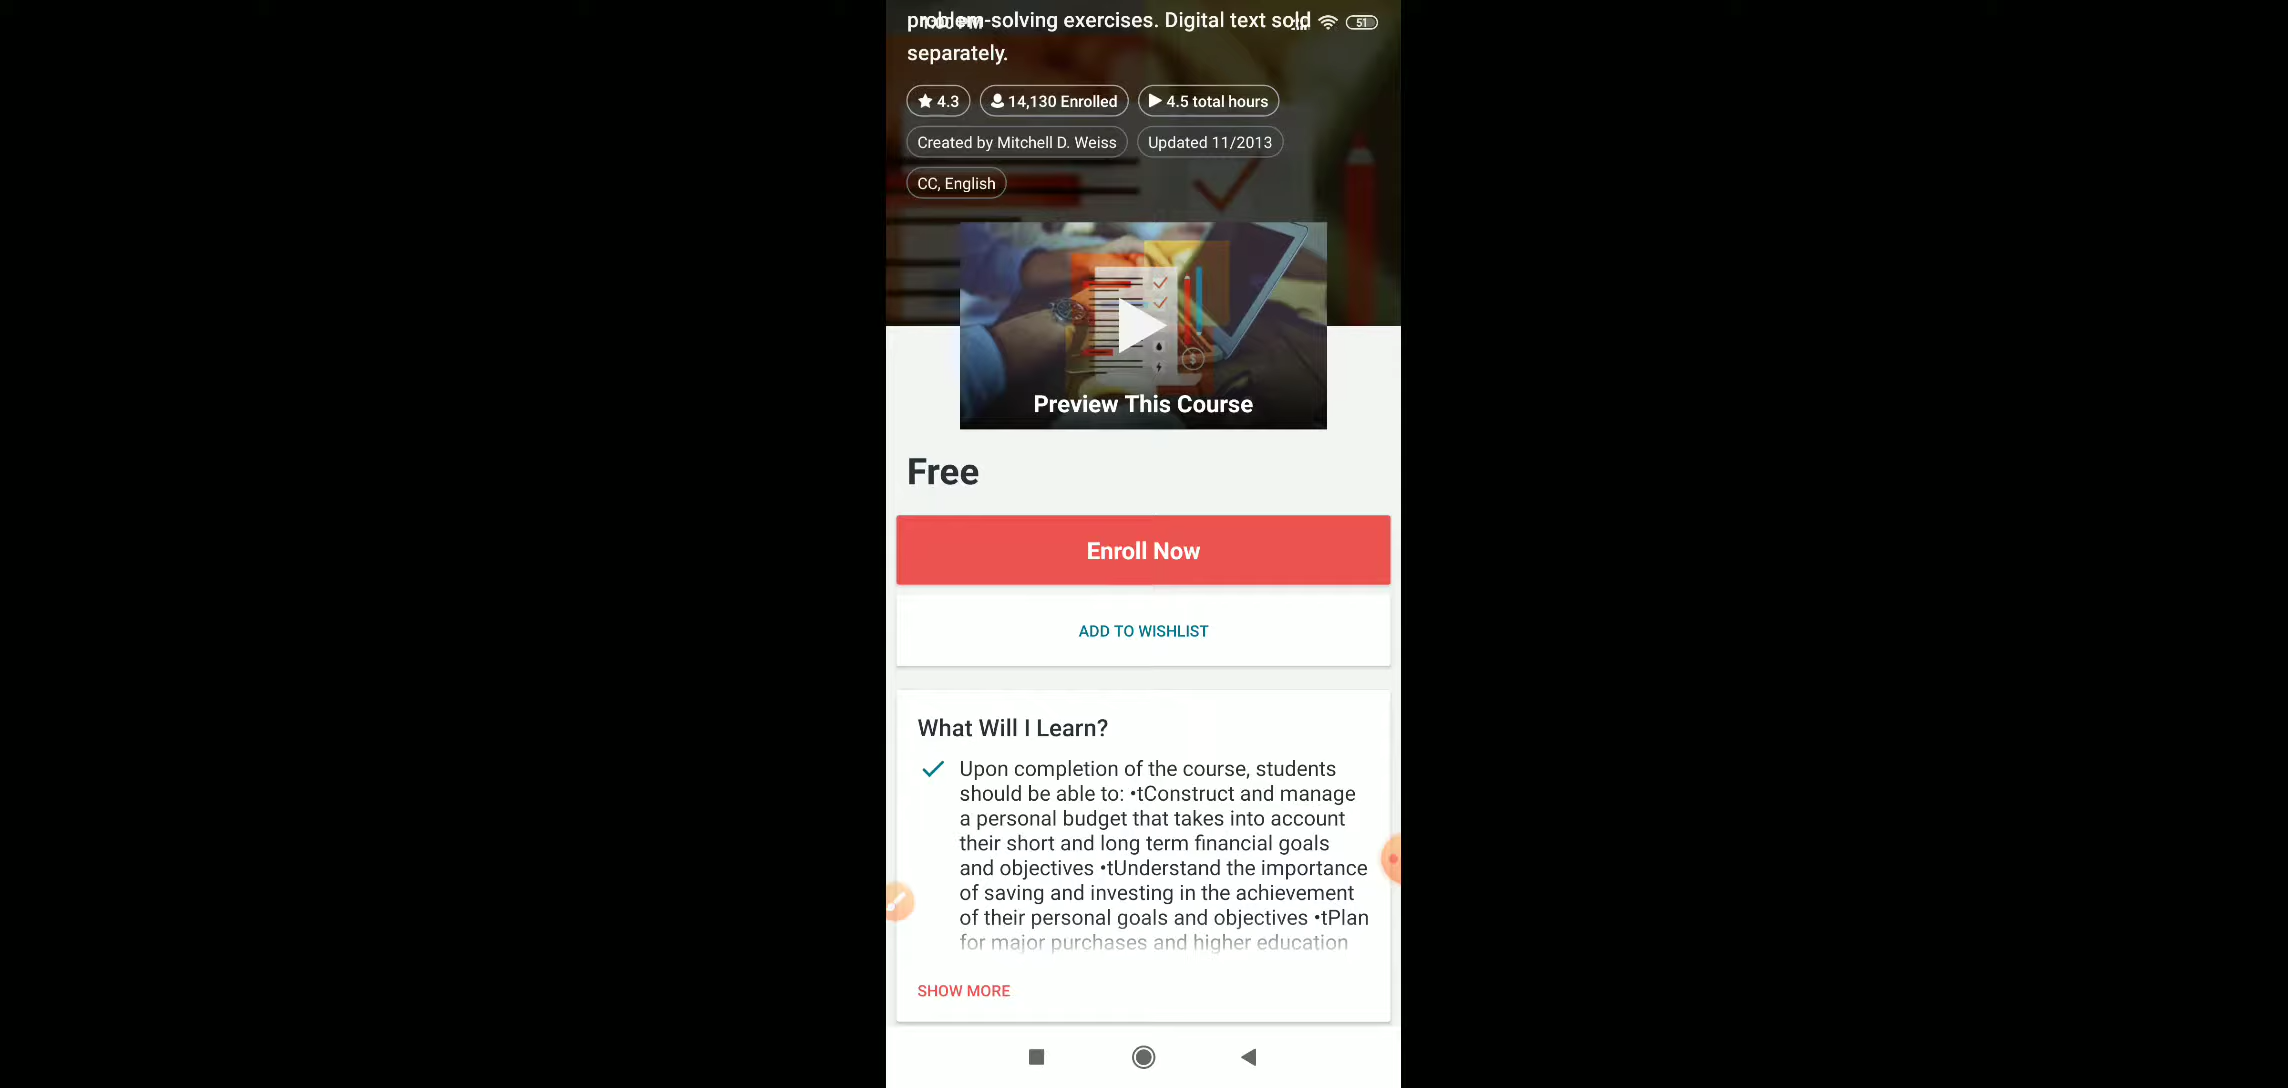 problem-solving exercises. Digital text sold
separately.
51
4.3
14,130 Enrolled
4.5 total hours
Created by Mitchell D. Weiss
Updated 11/2013
CC, English
Preview This Course
Free
Enroll Now
ADD TO WISHLIST
What Will I Learn?
Upon completion of the course, students
should be able to: •tConstruct and manage
a personal budget that takes into account
their short and long term financial goals
and objectives •tUnderstand the importance
of saving and investing in the achievement
of their personal goals and objectives •tPlan
for major purchases and higher education
SHOW MORE